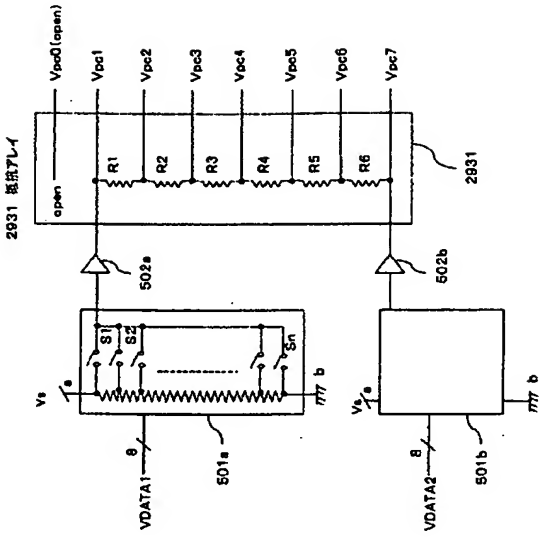 2931 抵抗アレイ
open
Vpc0(open)
Vpc1
Vpc2
Vpc3
Vpc4
Vpc5
Vpc6
Vpc7
R1
R2
R3
R4
R5
R6
2931
502a
502b
Vs
a
S1
S2
Sn
b
VDATA1
8
501a
Vs
a
VDATA2
8
501b
b